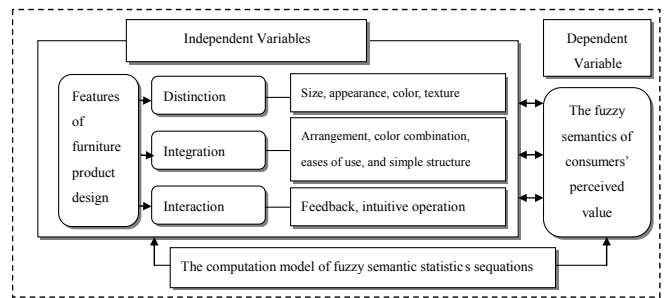 Independent Variables
Dependent
Variable
Features
of
furniture
product
design
Distinction
Size, appearance, color, texture
Integration
Arrangement, color combination,
eases of use, and simple structure
Interaction
Feedback, intuitive operation
The fuzzy
semantics of
consumers’
perceived
value
The computation model of fuzzy semantic statistics sequations